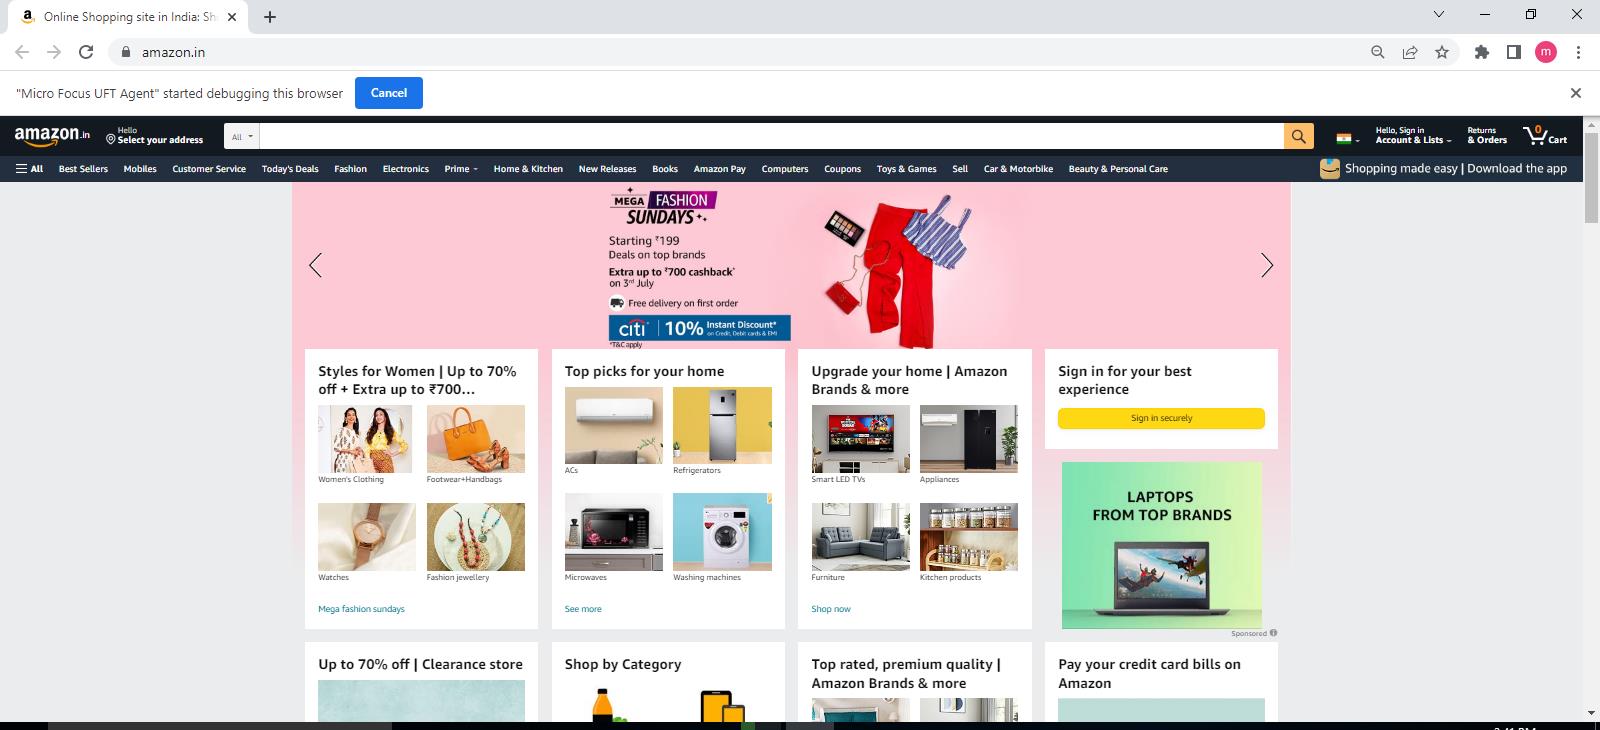 Online Shopping site in India: Sh
amazon.in
m
"Micro Focus UFT Agent" started debugging this browser
Cancel
amazon.in
Hello
Select your address
All
Hello, Sign in
Account & Lists
Returns
& Orders
0
Cart
All
Best Sellers
Mobiles
Customer Service
Today's Deals
Fashion
Electronics
Prime
Home & Kitchen
New Releases
Books
Amazon Pay
Computers
Coupons
Toys & Games
Sell
Car & Motorbike
Beauty & Personal Care
Shopping made easy | Download the app
MEGA FASHION
SUNDAYS
Starting ₹199
Deals on top brands
Extra up to ₹700 cashback*
on 3rd July
Free delivery on first order
citi 10% Instant Discount*
on Credit, Debit cards & EMI
*T&C apply
Styles for Women | Up to 70%
off + Extra up to ₹700...
Women's Clothing
Footwear+Handbags
Watches
Fashion jewellery
Mega fashion sundays
Top picks for your home
ACs
Refrigerators
Microwaves
Washing machines
See more
Upgrade your home | Amazon
Brands & more
Smart LED TVs
Appliances
Furniture
Kitchen products
Shop now
Sign in for your best
experience
Sign in securely
LAPTOPS
FROM TOP BRANDS
Sponsored
Up to 70% off | Clearance store
Shop by Category
Top rated, premium quality |
Amazon Brands & more
Pay your credit card bills on
Amazon